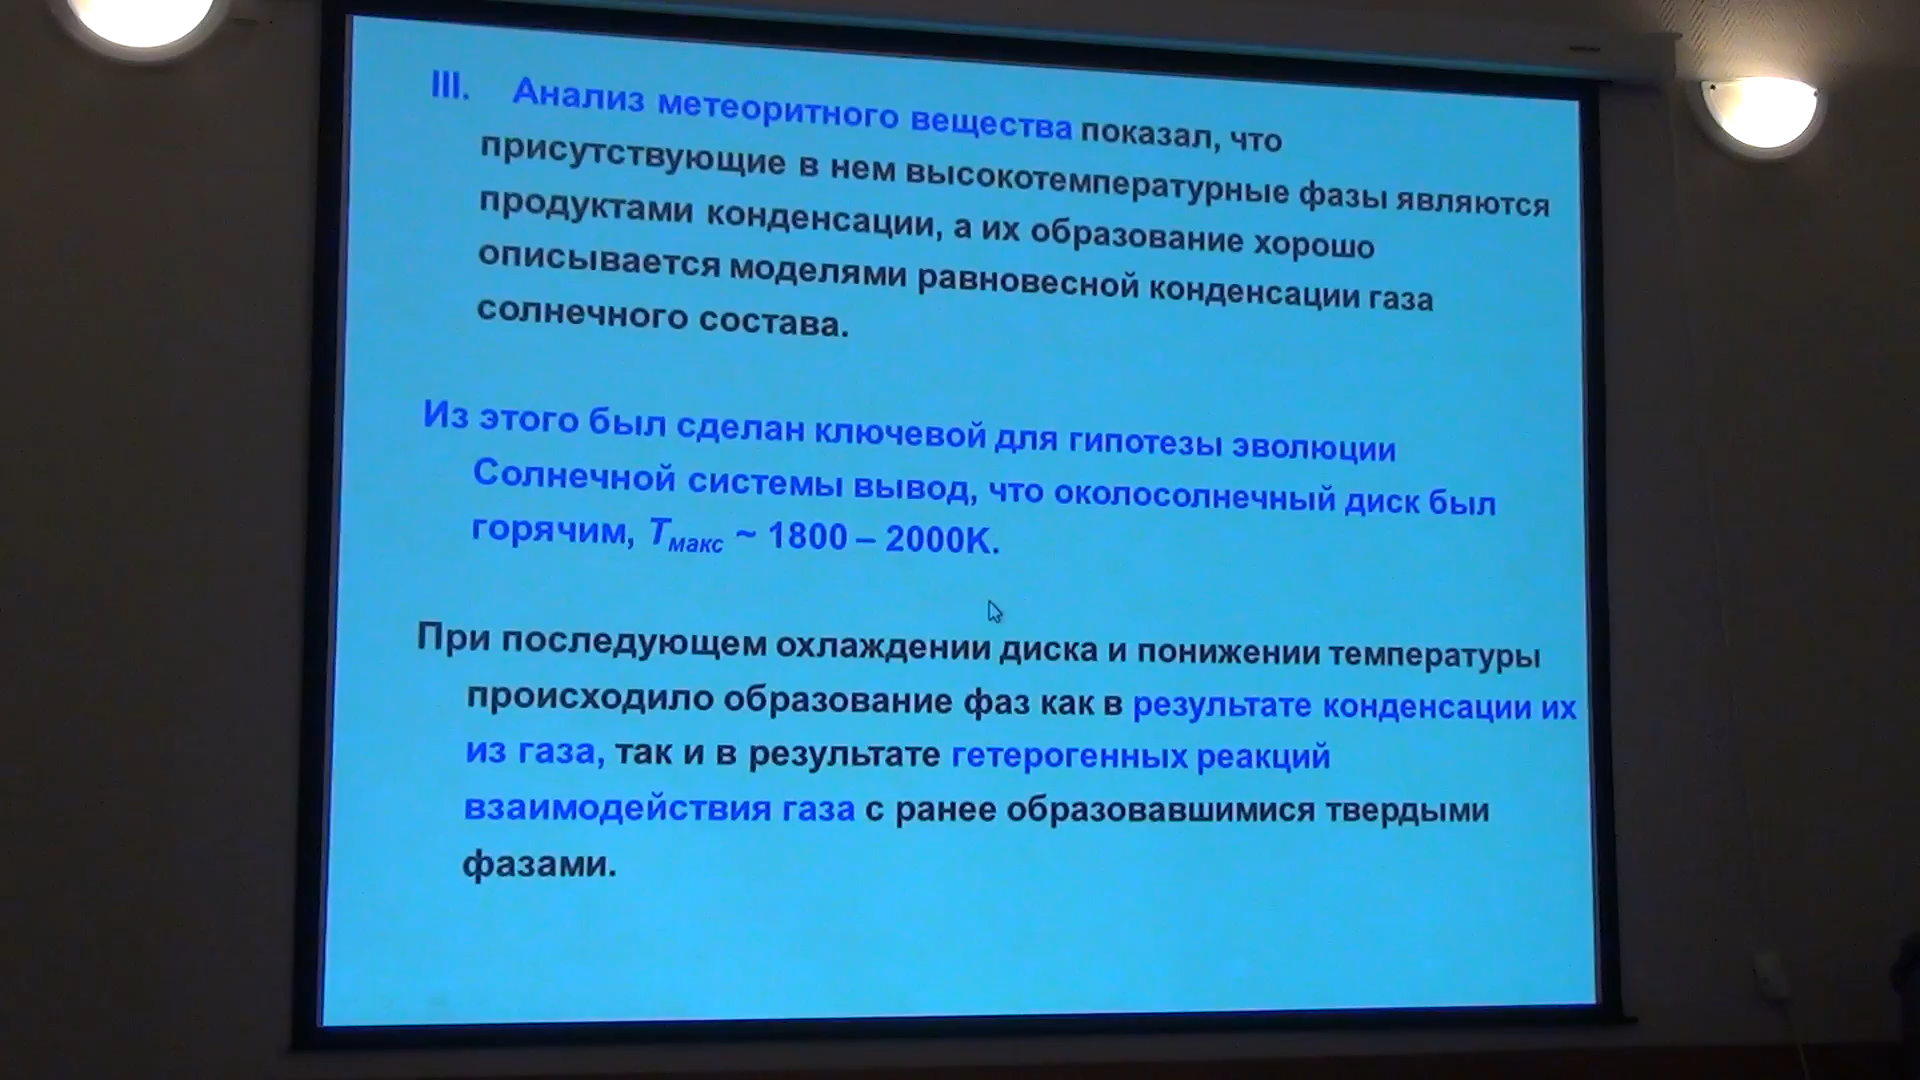 III. Анализ метеоритного вещества показал, что
присутствующие в нем высокотемпературные фазы являются
продуктами конденсации, а их образование хорошо
описывается моделями равновесной конденсации газа
солнечного состава.
Из этого был сделан ключевой для гипотезы эволюции
Солнечной системы вывод, что околосолнечный диск был
горячим, Tмакс ~ 1800 – 2000K.
При последующем охлаждении диска и понижении температуры
происходило образование фаз как в результате конденсации их
из газа, так и в результате гетерогенных реакций
взаимодействия газа с ранее образовавшимися твердыми
фазами.